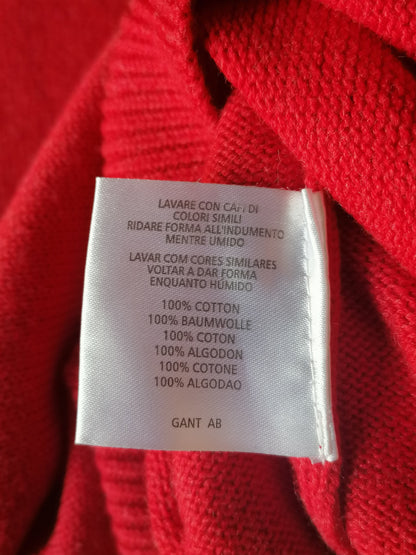 LAVARE CON CAPI DI
COLORI SIMILI
RIDARE FORMA ALL'INDUMENTO
MENTRE UMIDO
LAVAR COM CORES SIMILARES
VOLTAR A DAR FORMA
ENQUANTO HÚMIDO
100% COTTON
100% BAUMWOLLE
100% COTON
100% ALGODON
100% COTONE
100% ALGODAO
GANT AB